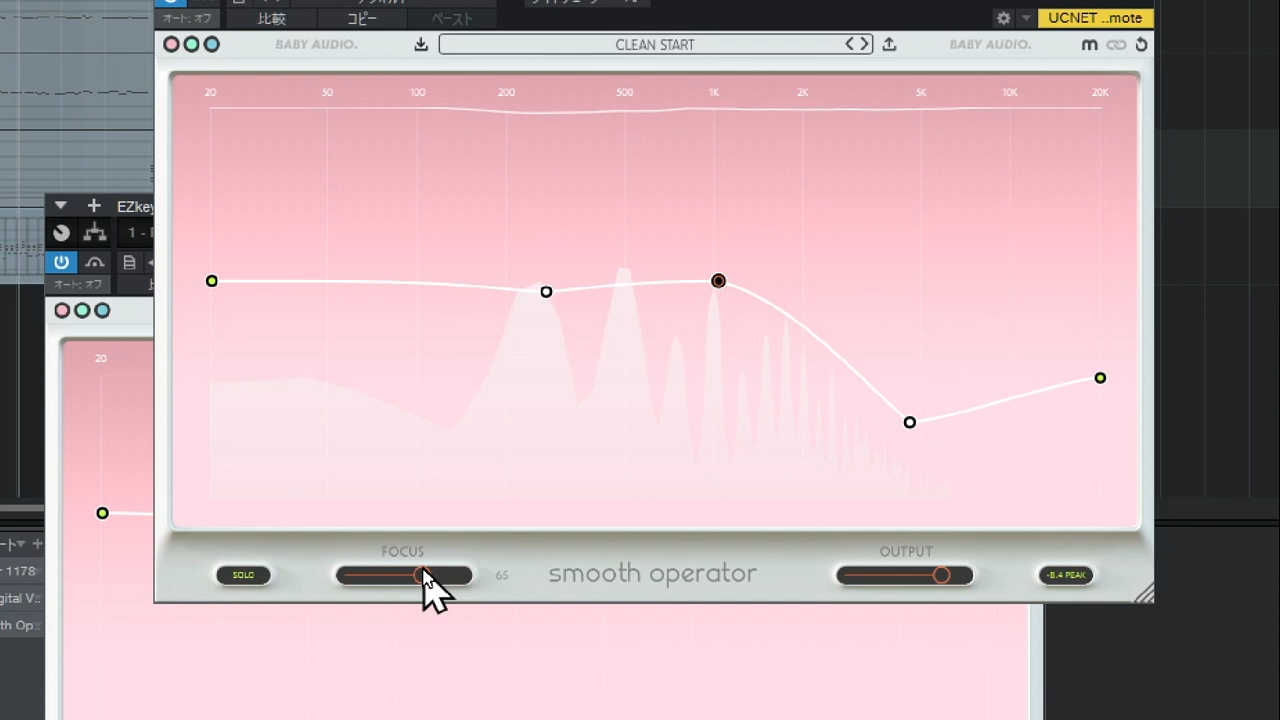 オート: オフ 比較 コピー ペースト UCNET ..mote
BABY AUDIO. CLEAN START BABY AUDIO. m
20 50 100 200 500 1K 2K 5K 10K 20K
EZkey
1 -
オート: オフ
20
FOCUS OUTPUT
SOLO 65 smooth operator -8.4 PEAK
ート
1178
gital V..
th Op..